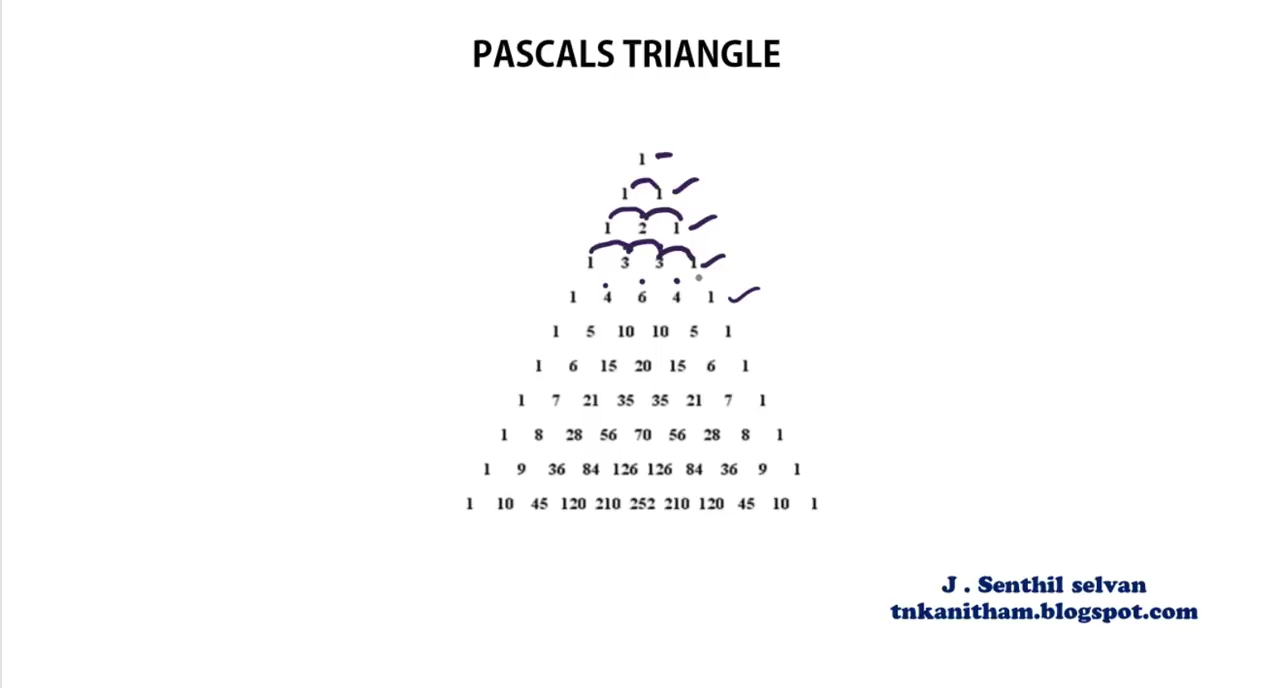 PASCALS TRIANGLE
1
1 1
1 2 1
1 3 3 1
1 4 6 4 1
1 5 10 10 5 1
1 6 15 20 15 6 1
1 7 21 35 35 21 7 1
1 8 28 56 70 56 28 8 1
1 9 36 84 126 126 84 36 9 1
1 10 45 120 210 252 210 120 45 10 1
J . Senthil selvan
tnkanitham.blogspot.com